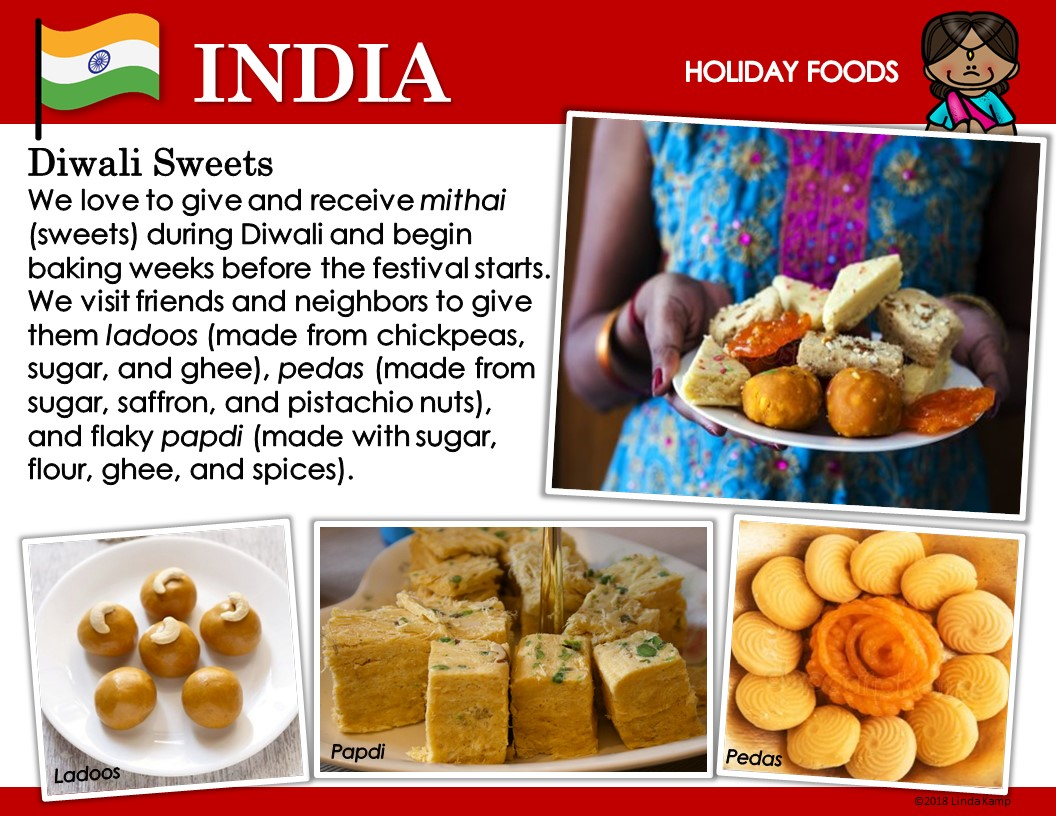 INDIA
HOLIDAY FOODS
Diwali Sweets
We love to give and receive mithai
(sweets) during Diwali and begin
baking weeks before the festival starts.
We visit friends and neighbors to give
them ladoos (made from chickpeas,
sugar, and ghee), pedas (made from
sugar, saffron, and pistachio nuts),
and flaky papdi (made with sugar,
flour, ghee, and spices).
Ladoos
Papdi
Pedas
©2018 Linda Kamp